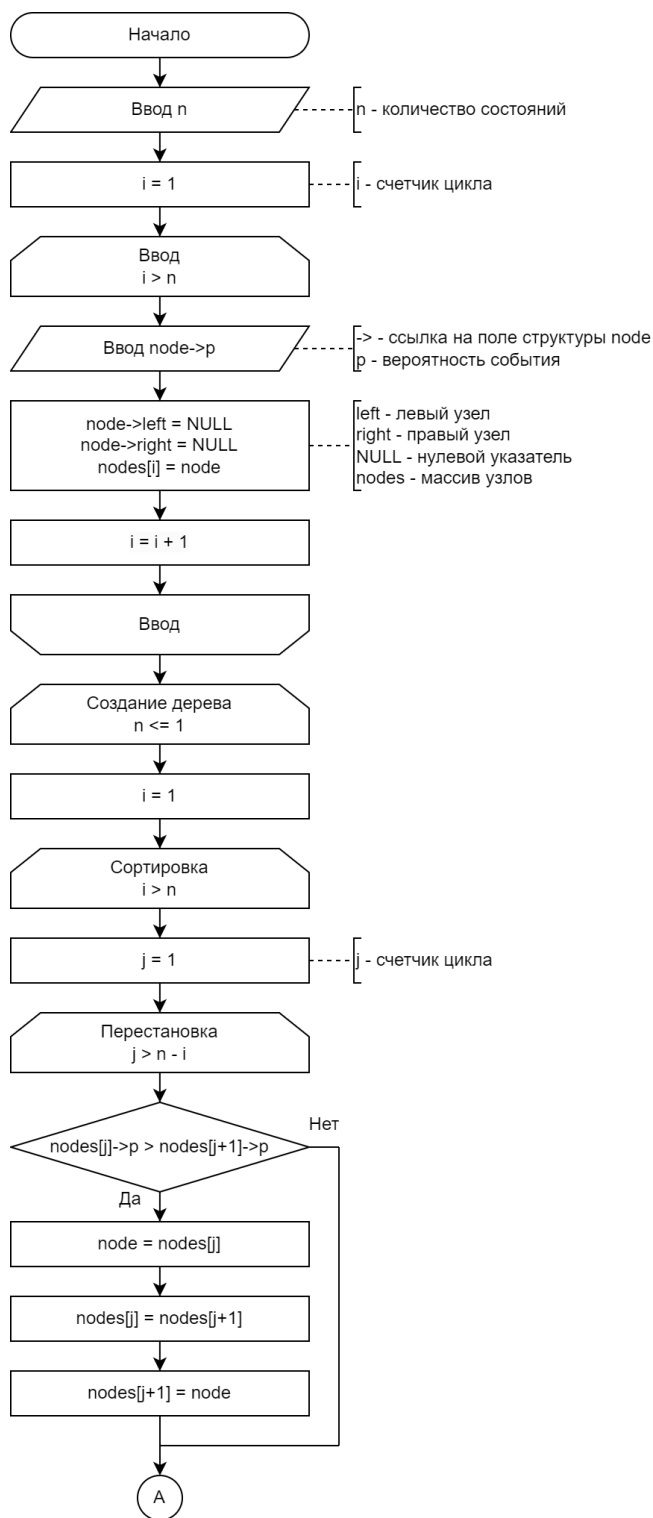 Начало
Ввод n
n - количество состояний
i = 1
i - счетчик цикла
Ввод
i > n
Ввод node->p
-> - ссылка на поле структуры node
p - вероятность события
node->left = NULL
node->right = NULL
nodes[i] = node
left - левый узел
right - правый узел
NULL - нулевой указатель
nodes - массив узлов
i = i + 1
Ввод
Создание дерева
n <= 1
i = 1
Сортировка
i > n
j = 1
j - счетчик цикла
Перестановка
j > n - i
nodes[j]->p > nodes[j+1]->p
Нет
Да
node = nodes[j]
nodes[j] = nodes[j+1]
nodes[j+1] = node
A